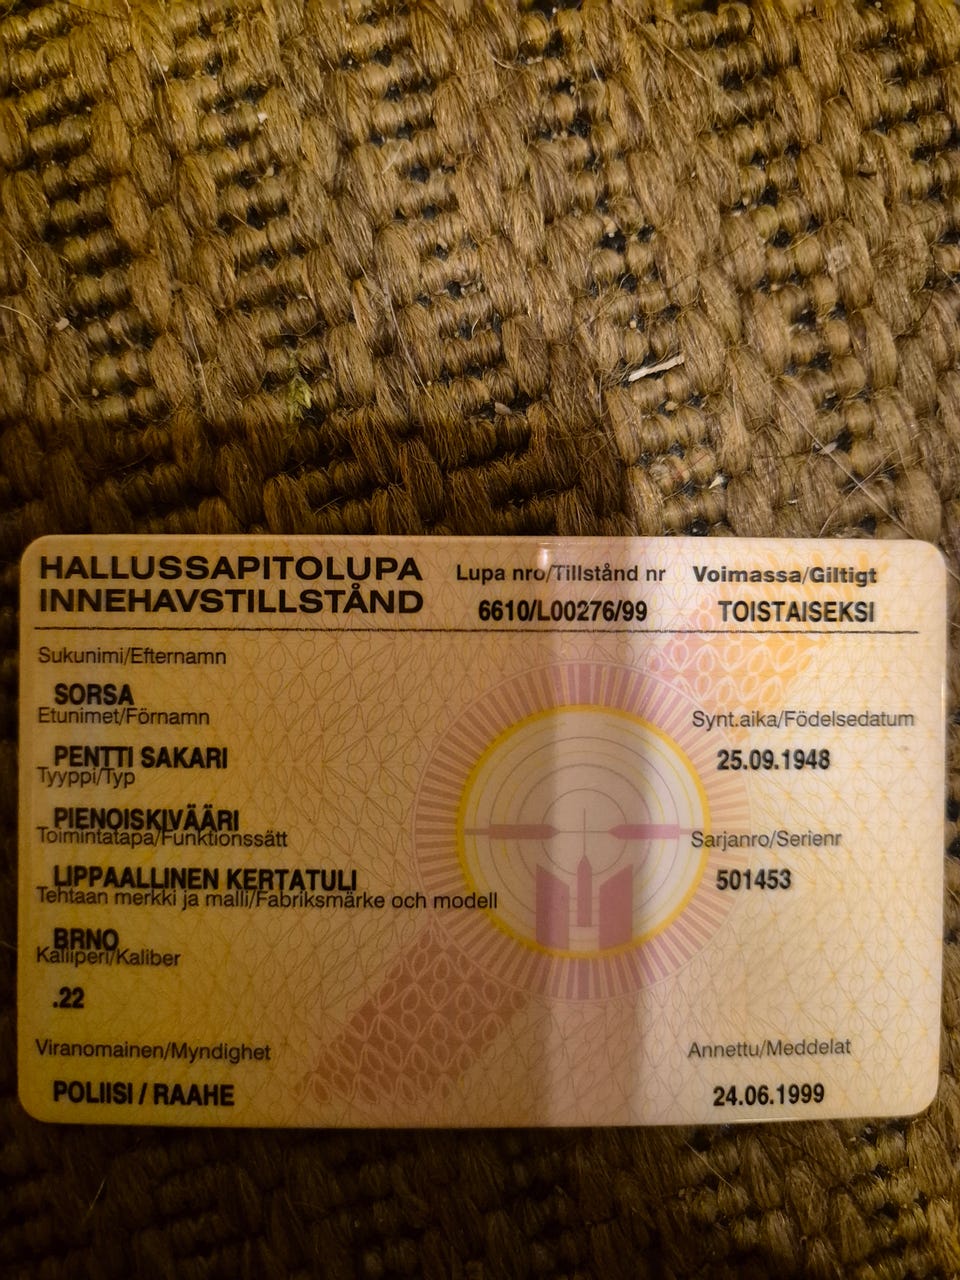 HALLUSSAPITOLUPA
INNEHAVSTILLSTÅND
Lupa nro/Tillstånd nr
6610/L00276/99
Voimassa/Giltigt
TOISTAISEKSI
Sukunimi/Efternamn
SORSA
Etunimet/Förnamn
PENTTI SAKARI
Synt.aika/Födelsedatum
25.09.1948
Tyyppi/Typ
PIENOISKIVÄÄRI
Toimintatapa/Funktionssätt
LIPPAALLINEN KERTATULI
Sarjanro/Serienr
501453
Tehtaan merkki ja malli/Fabriksmärke och modell
BRNO
Kaliiperi/Kaliber
.22
Viranomainen/Myndighet
POLIISI / RAAHE
Annettu/Meddelat
24.06.1999